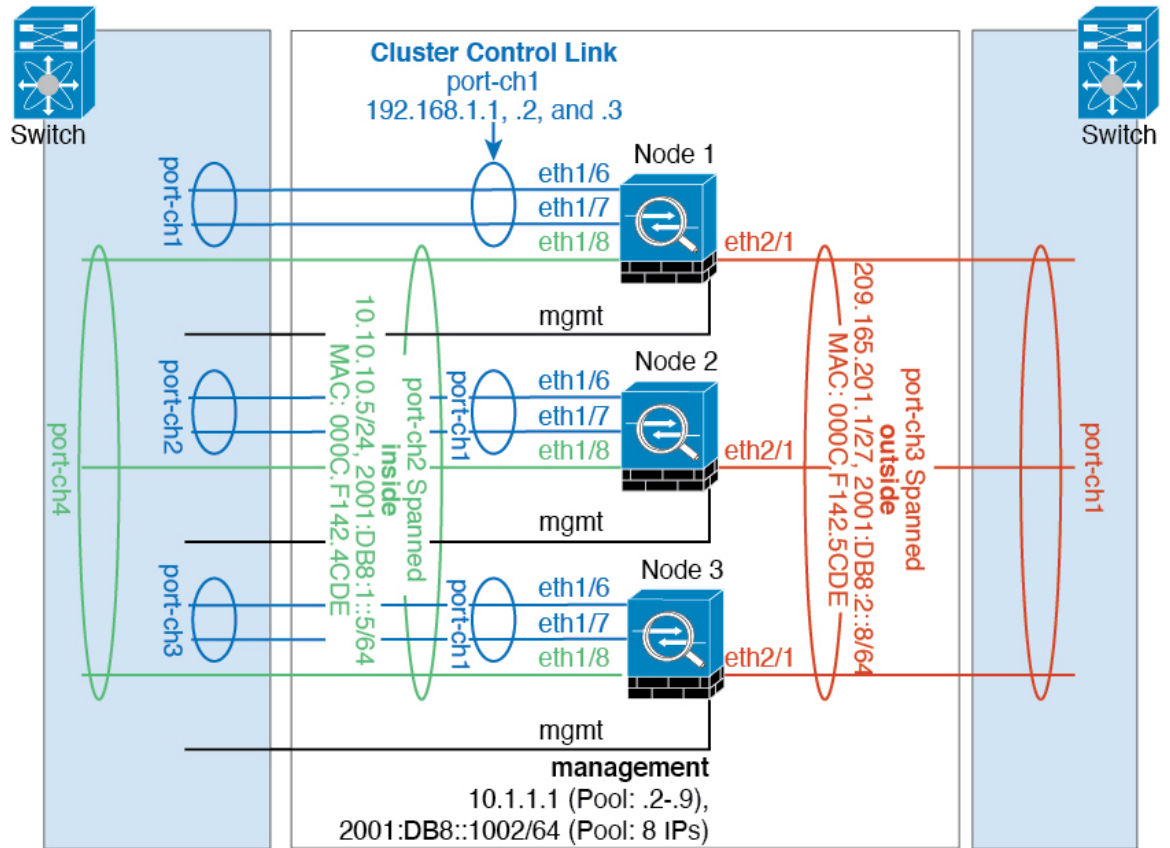 Cluster Control Link
port-ch1
192.168.1.1, .2, and .3
Switch
Switch
Node 1
eth1/6
eth1/7
eth1/8
eth2/1
port-ch1
mgmt
Node 2
eth1/6
eth1/7
eth1/8
eth2/1
port-ch2
port-ch1
mgmt
Node 3
eth1/6
eth1/7
eth1/8
eth2/1
port-ch3
port-ch1
mgmt
port-ch4
port-ch2 Spanned
inside
10.10.10.5/24, 2001:DB8:1::5/64
MAC: 000C.F142.4CDE
port-ch3 Spanned
outside
209.165.201.1/27, 2001:DB8:2::8/64
MAC: 000C.F142.5CDE
port-ch1
management
10.1.1.1 (Pool: .2-.9),
2001:DB8::1002/64 (Pool: 8 IPs)